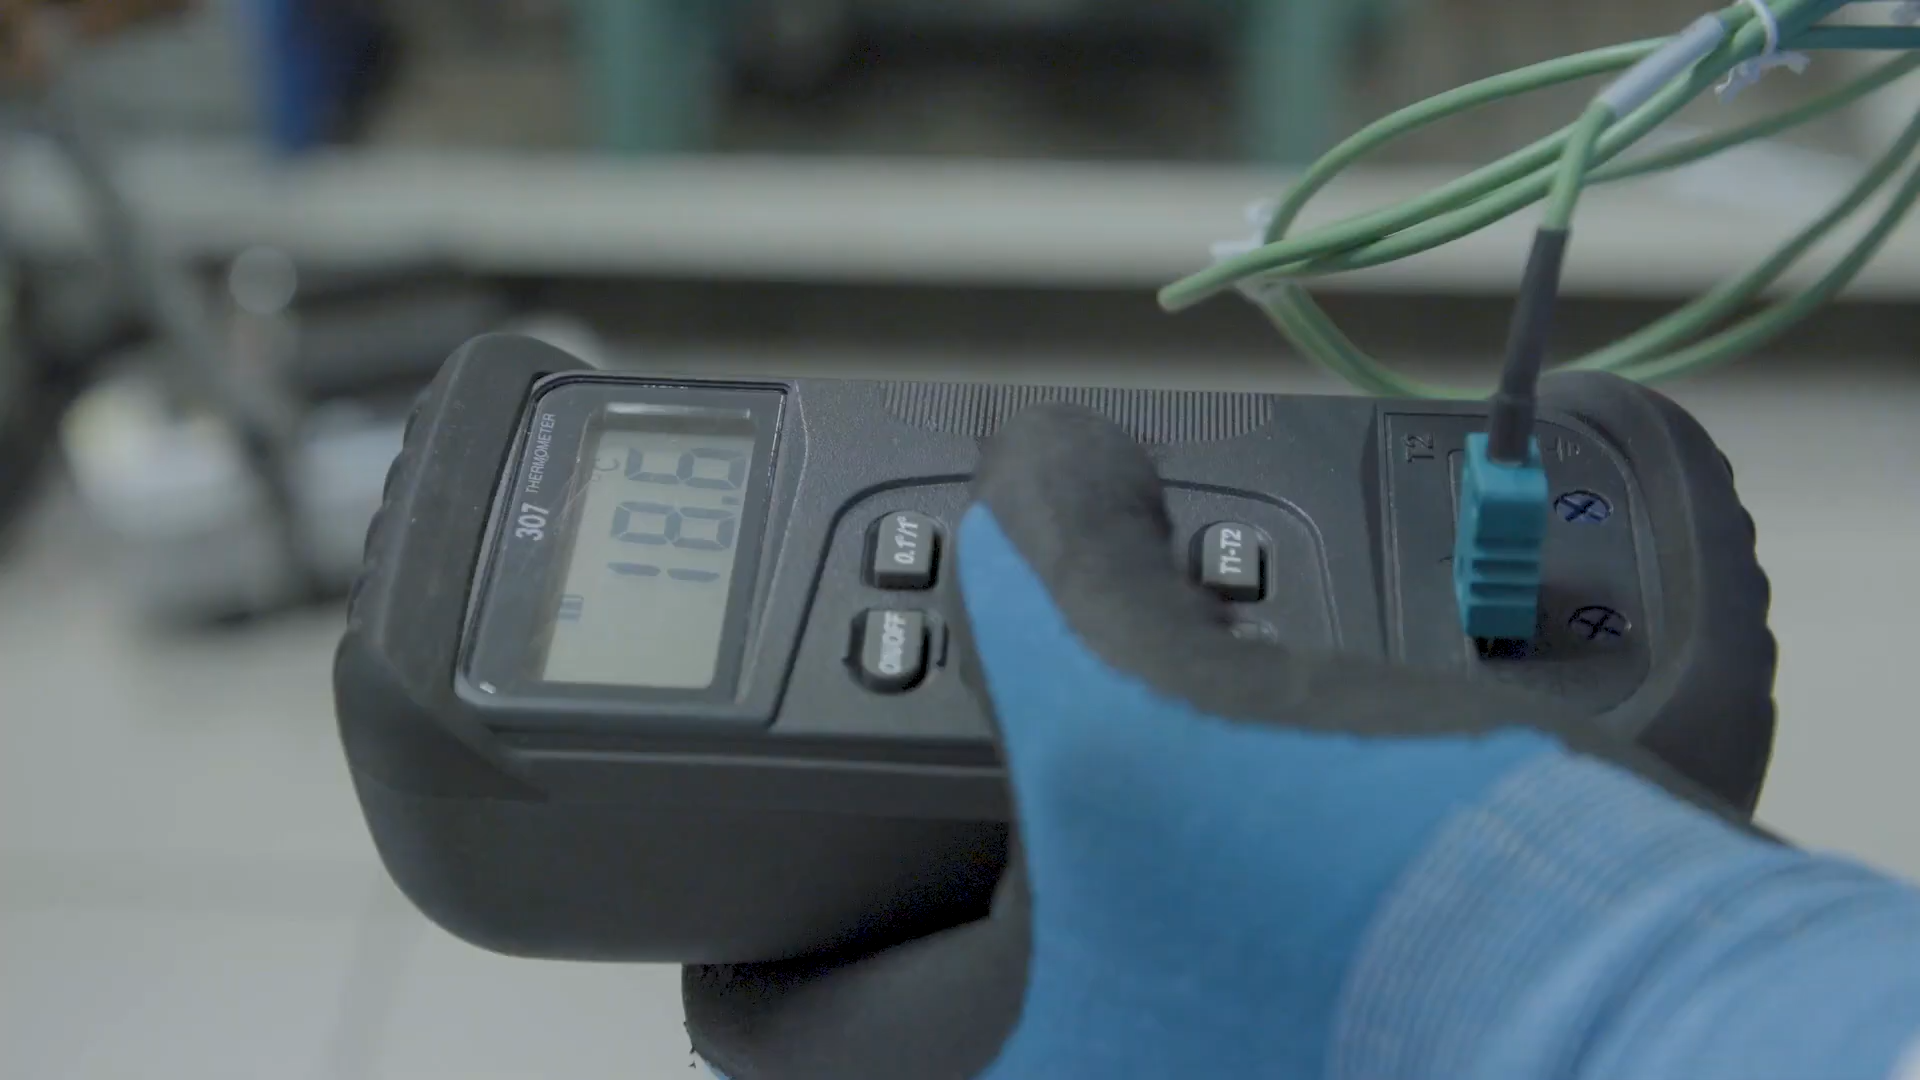 307 THERMOMETER
18.6 °C
0.1°/1°
ON/OFF
T1-T2
T2